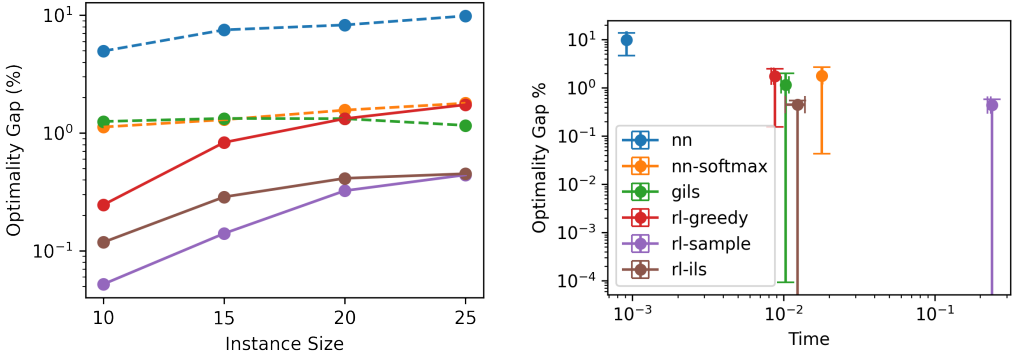 10¹
10⁰
10⁻¹
Optimality Gap (%)
10
15
20
25
Instance Size
10¹
10⁰
10⁻¹
10⁻²
10⁻³
10⁻⁴
Optimality Gap %
nn
nn-softmax
gils
rl-greedy
rl-sample
rl-ils
10⁻³
10⁻²
10⁻¹
Time